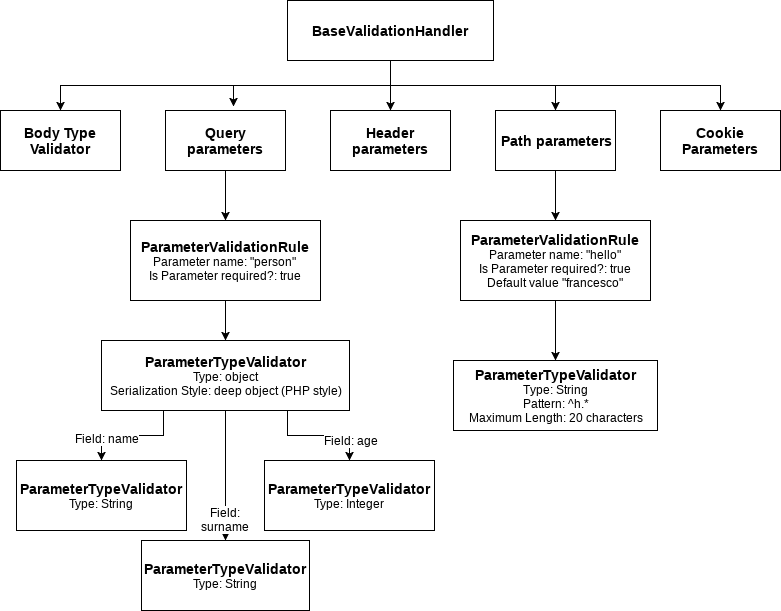 BaseValidationHandler
Body Type
Validator
Query
parameters
Header
parameters
Path parameters
Cookie
Parameters
ParameterValidationRule
Parameter name: "person"
Is Parameter required?: true
ParameterValidationRule
Parameter name: "hello"
Is Parameter required?: true
Default value "francesco"
ParameterTypeValidator
Type: object
Serialization Style: deep object (PHP style)
ParameterTypeValidator
Type: String
Pattern: ^h.*
Maximum Length: 20 characters
Field: name
Field: age
ParameterTypeValidator
Type: String
ParameterTypeValidator
Type: Integer
Field:
surname
ParameterTypeValidator
Type: String